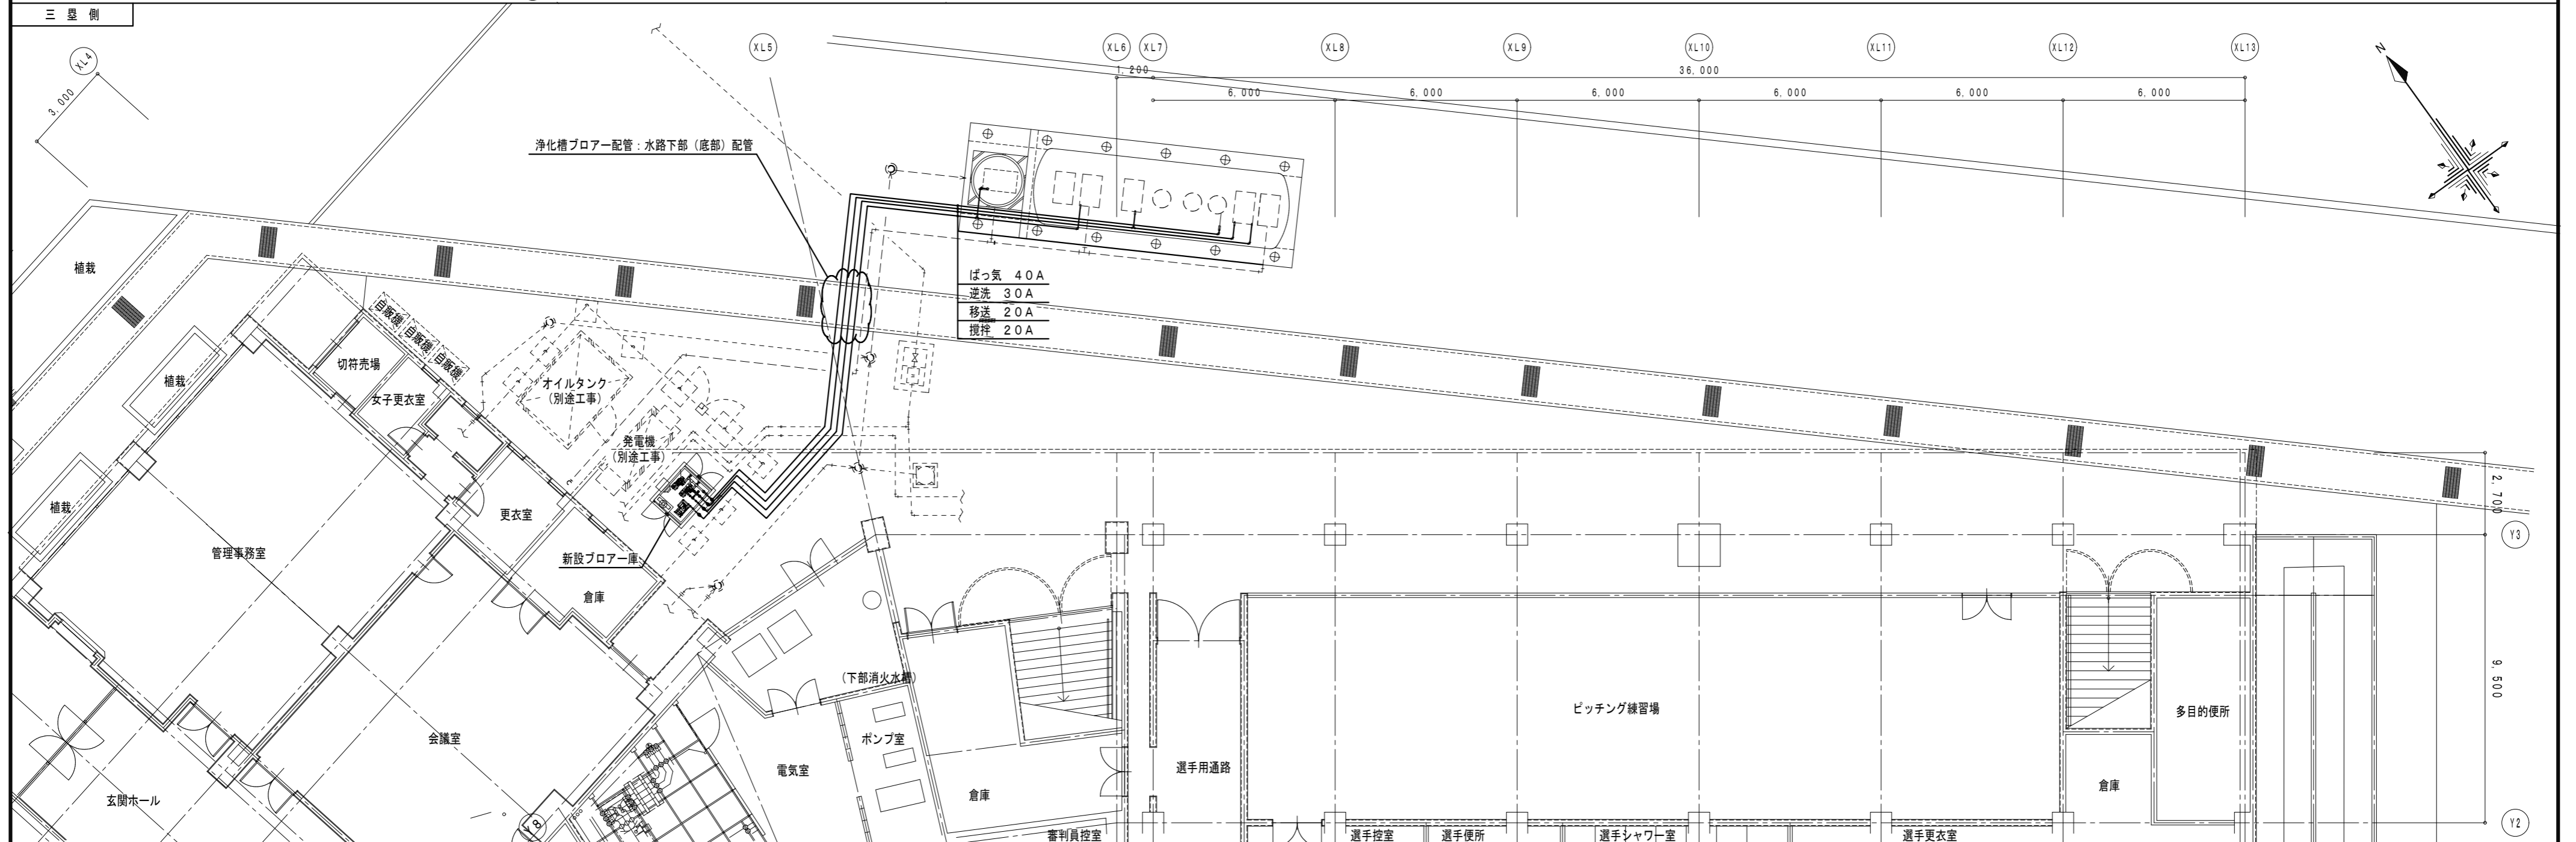 三塁側
XL4
XL5
XL6
XL7
XL8
XL9
XL10
XL11
XL12
XL13
N
3,000
1,200
36,000
6,000
6,000
6,000
6,000
6,000
6,000
浄化槽ブロアー配管：水路下部（底部）配管
ばっ気 40A
逆洗 30A
移送 20A
撹拌 20A
植栽
植栽
植栽
自販機
自販機
自販機
切符売場
女子更衣室
オイルタンク
（別途工事）
発電機
（別途工事）
更衣室
管理事務室
新設ブロアー庫
倉庫
2,700
Y3
9,500
（下部消火水槽）
ポンプ室
電気室
会議室
玄関ホール
8
倉庫
選手用通路
ピッチング練習場
多目的便所
倉庫
審判員控室
選手控室
選手便所
選手シャワー室
選手更衣室
Y2